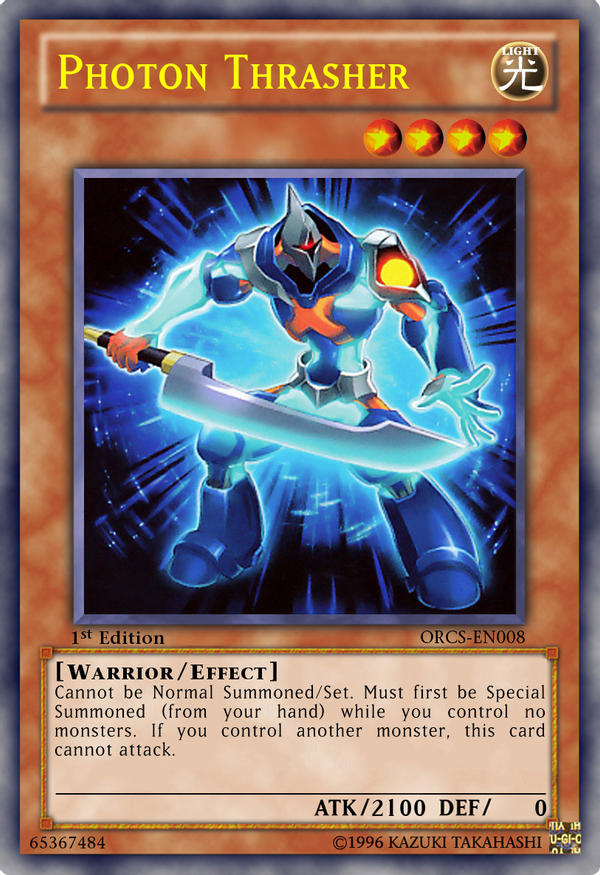 Photon Thrasher
LIGHT
光
1st Edition
ORCS-EN008
[Warrior/Effect]
Cannot be Normal Summoned/Set. Must first be Special
Summoned (from your hand) while you control no
monsters. If you control another monster, this card
cannot attack.
ATK/2100 DEF/ 0
65367484
©1996 KAZUKI TAKAHASHI